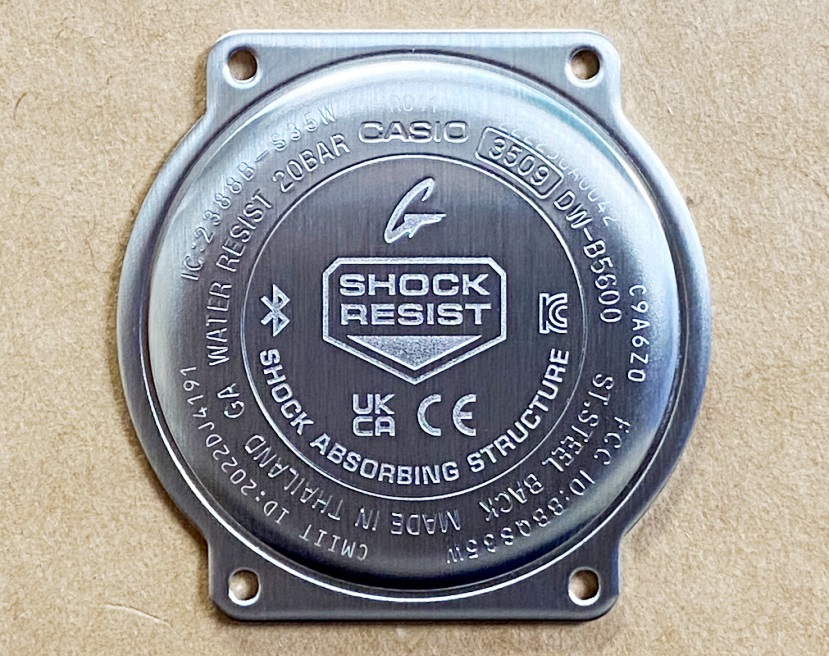 CASIO
3509 DW-B5600
ST.STEEL BACK MADE IN THAILAND GA WATER RESIST 20BAR
C9A6Z0
FCC ID:BBQS35W
CMIIT ID:2022DJ4191
IC:2388B-S35W
G
SHOCK
RESIST
UK
CA CE
SHOCK ABSORBING STRUCTURE